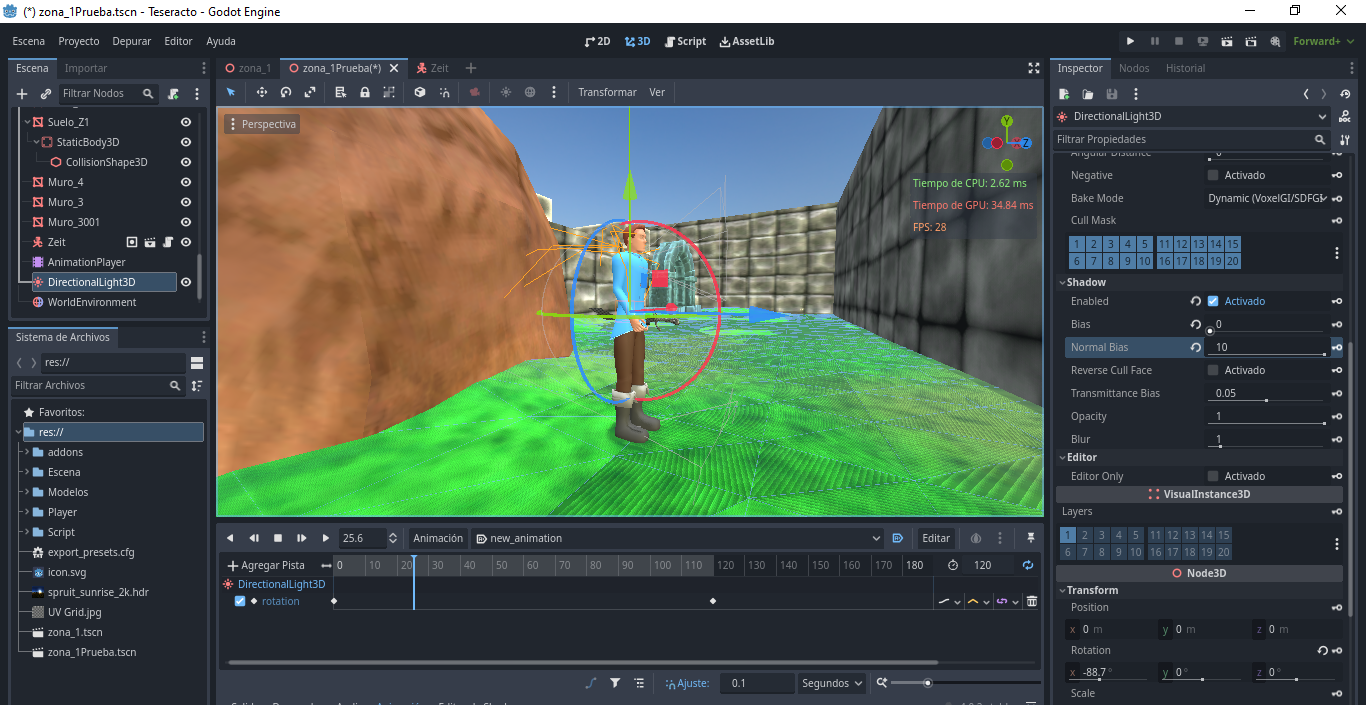 (*) zona_1Prueba.tscn - Teseracto - Godot Engine
Escena Proyecto Depurar Editor Ayuda
2D 3D Script AssetLib
Forward+
Escena Importar
Filtrar Nodos
Suelo_Z1
StaticBody3D
CollisionShape3D
Muro_4
Muro_3
Muro_3001
Zeit
AnimationPlayer
DirectionalLight3D
WorldEnvironment
Sistema de Archivos
res://
Filtrar Archivos
Favoritos:
res://
addons
Escena
Modelos
Player
Script
export_presets.cfg
icon.svg
spruit_sunrise_2k.hdr
UV Grid.jpg
zona_1.tscn
zona_1Prueba.tscn
zona_1 zona_1Prueba(*) Zeit
Transformar Ver
Perspectiva
Y
X Z
Tiempo de CPU: 2.62 ms
Tiempo de GPU: 34.84 ms
FPS: 28
25.6 Animación new_animation Editar
Agregar Pista 0 10 20 30 40 50 60 70 80 90 100 110 120 130 140 150 160 170 180 120
DirectionalLight3D
rotation
Ajuste: 0.1 Segundos
Inspector Nodos Historial
DirectionalLight3D
Filtrar Propiedades
Angular Distance 0
Negative Activado
Bake Mode Dynamic (VoxelGI/SDFGI
Cull Mask
1 2 3 4 5 11 12 13 14 15
6 7 8 9 10 16 17 18 19 20
Shadow
Enabled Activado
Bias 0
Normal Bias 10
Reverse Cull Face Activado
Transmittance Bias 0.05
Opacity 1
Blur 1
Editor
Editor Only Activado
VisualInstance3D
Layers
1 2 3 4 5 11 12 13 14 15
6 7 8 9 10 16 17 18 19 20
Node3D
Transform
Position
x 0 m y 0 m z 0 m
Rotation
x -88.7 ° y 0 ° z 0 °
Scale